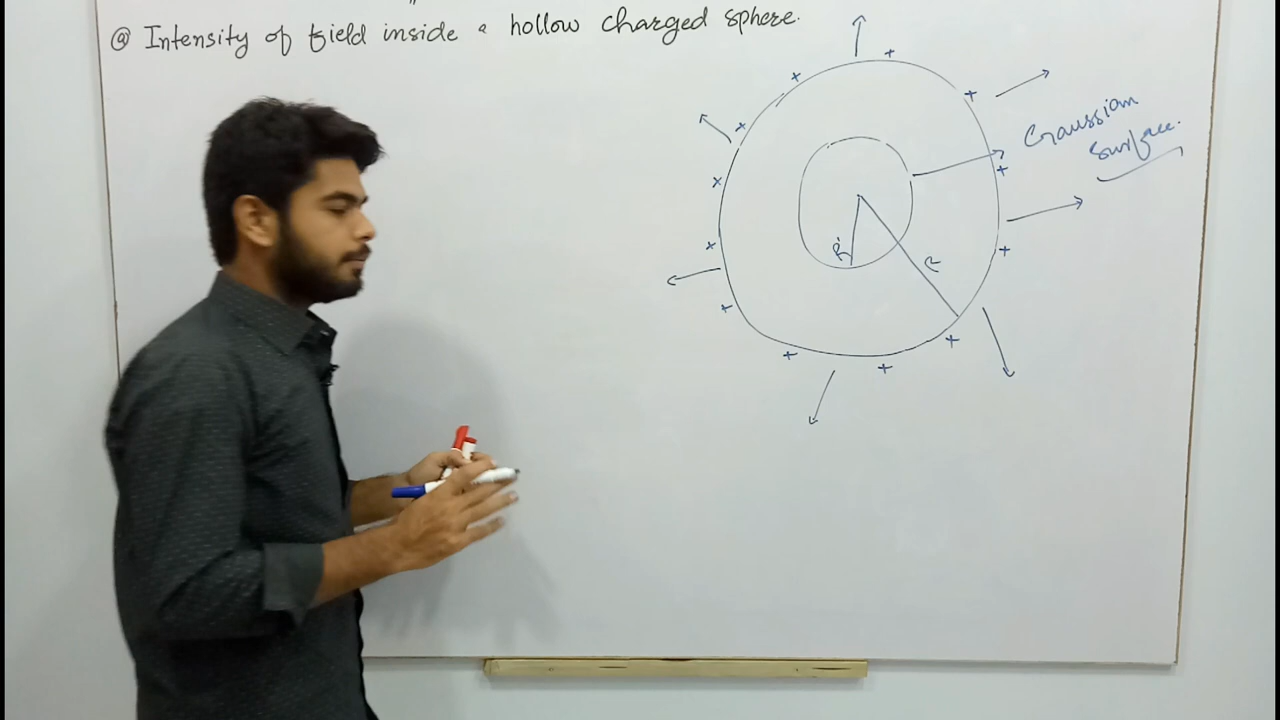 @ Intensity of field inside a hollow charged sphere.
Gaussian
surface.
R'
r